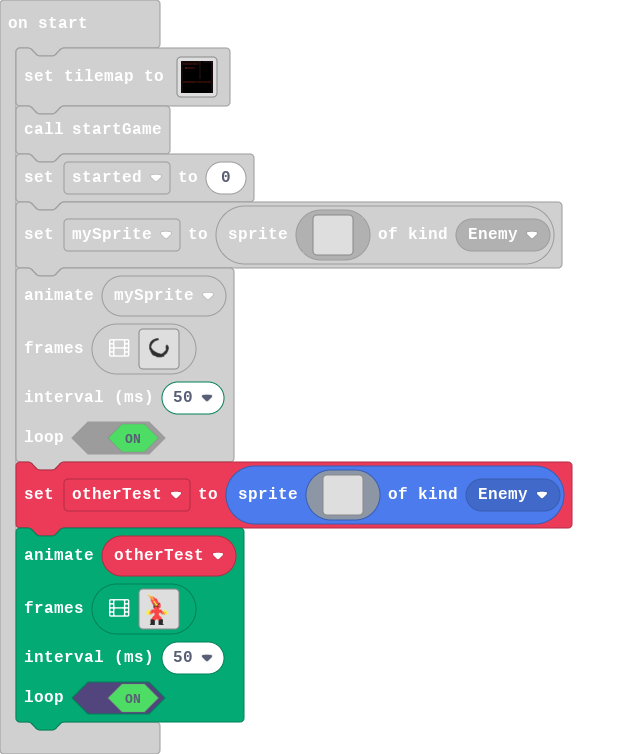 on start
set tilemap to
call startGame
set started to 0
set mySprite to sprite of kind Enemy
animate mySprite
frames
interval (ms) 50
loop ON
set otherTest to sprite of kind Enemy
animate otherTest
frames
interval (ms) 50
loop ON